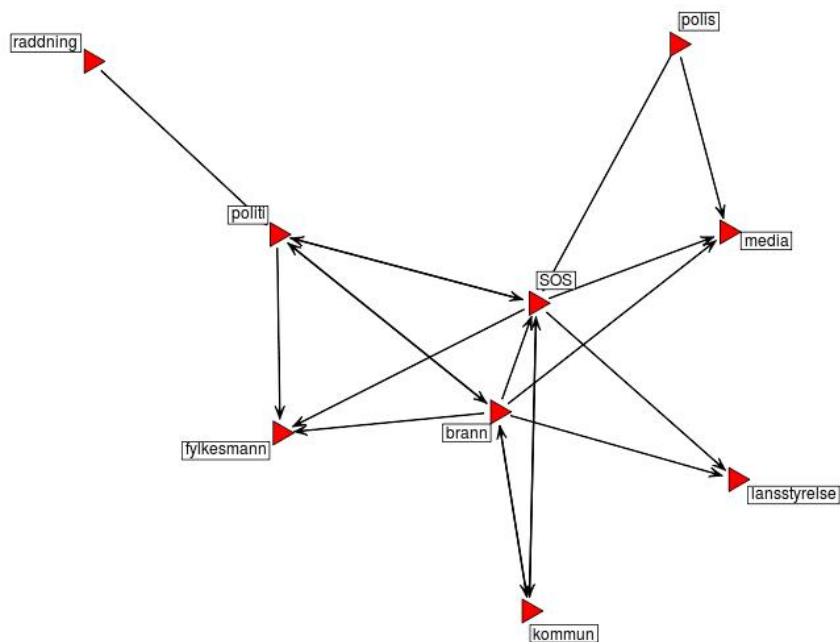 polis
raddning
politi
media
SOS
brann
fylkesmann
lansstyrelse
kommun